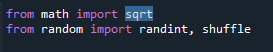 from math import sqrt
from random import randint, shuffle